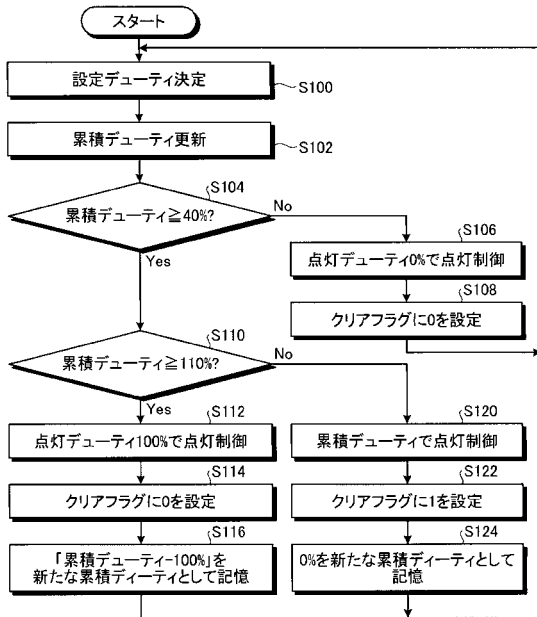 スタート
設定デューティ決定
S100
累積デューティ更新
S102
S104
累積デューティ≧40%?
No
Yes
S106
点灯デューティ0%で点灯制御
S108
クリアフラグに0を設定
S110
累積デューティ≧110%?
No
Yes
S112
点灯デューティ100%で点灯制御
S114
クリアフラグに0を設定
S116
「累積デューティ-100%」を
新たな累積ディーティとして記憶
S120
累積デューティで点灯制御
S122
クリアフラグに1を設定
S124
0%を新たな累積ディーティとして
記憶